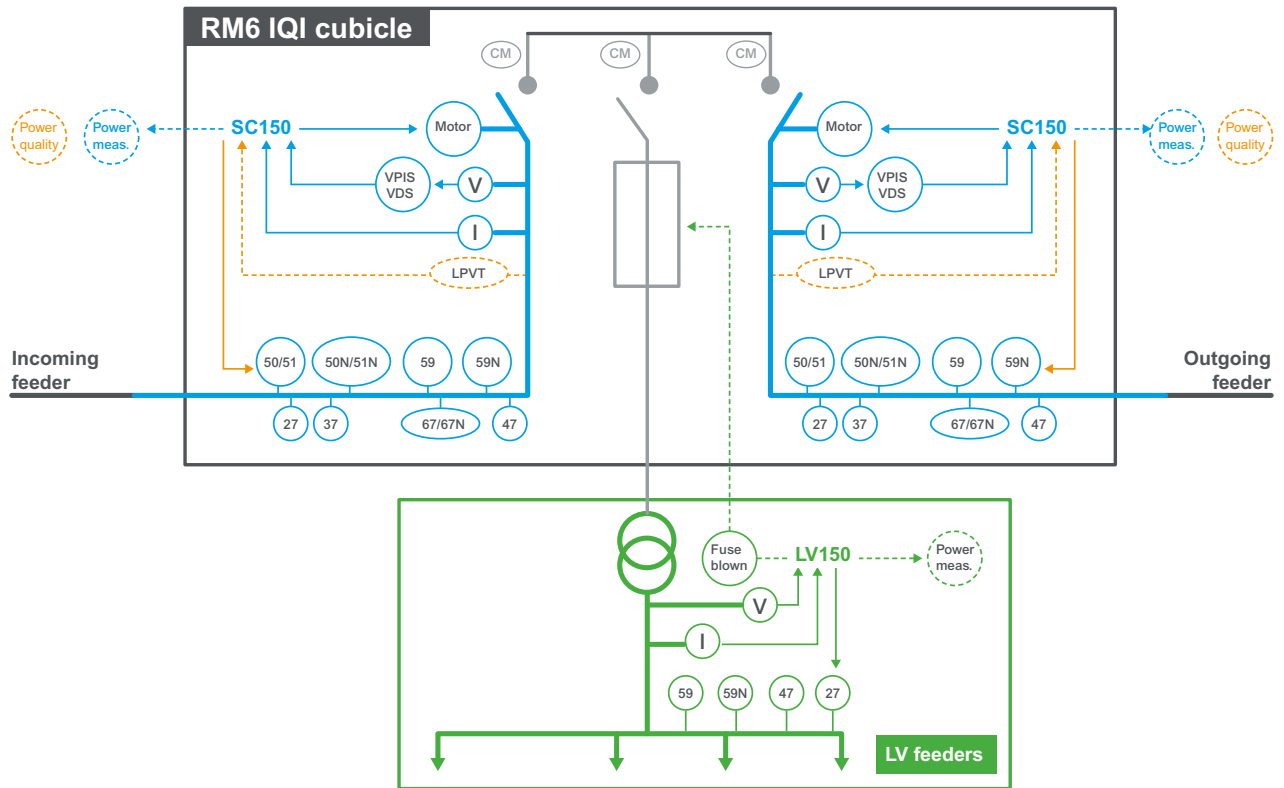 RM6 IQI cubicle
CM
CM
CM
Power
quality
Power
meas.
SC150
Motor
Motor
SC150
Power
meas.
Power
quality
VPIS
VDS
V
V
VPIS
VDS
I
I
LPVT
LPVT
Incoming
feeder
50/51
50N/51N
59
59N
27
37
67/67N
47
50/51
50N/51N
59
59N
27
37
67/67N
47
Outgoing
feeder
Fuse
blown
LV150
Power
meas.
V
I
59
59N
47
27
LV feeders